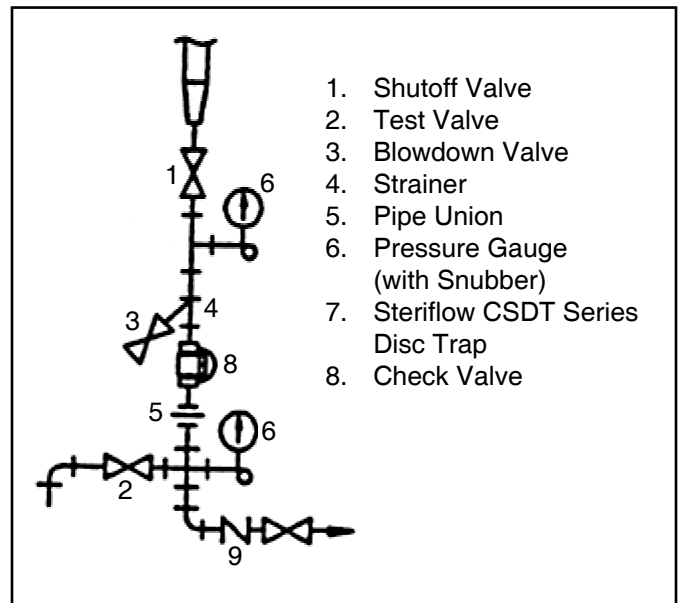 1. Shutoff Valve
2. Test Valve
3. Blowdown Valve
4. Strainer
5. Pipe Union
6. Pressure Gauge
(with Snubber)
7. Steriflow CSDT Series
Disc Trap
8. Check Valve
1
6
3
4
8
5
6
2
9